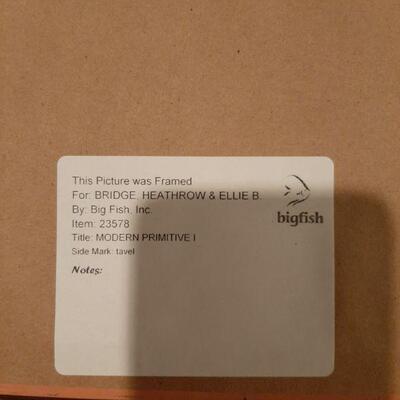 This Picture was Framed
For: BRIDGE, HEATHROW & ELLIE B.
By: Big Fish, Inc.
Item: 23578
Title: MODERN PRIMITIVE I
Side Mark: tavel
Notes:
bigfish